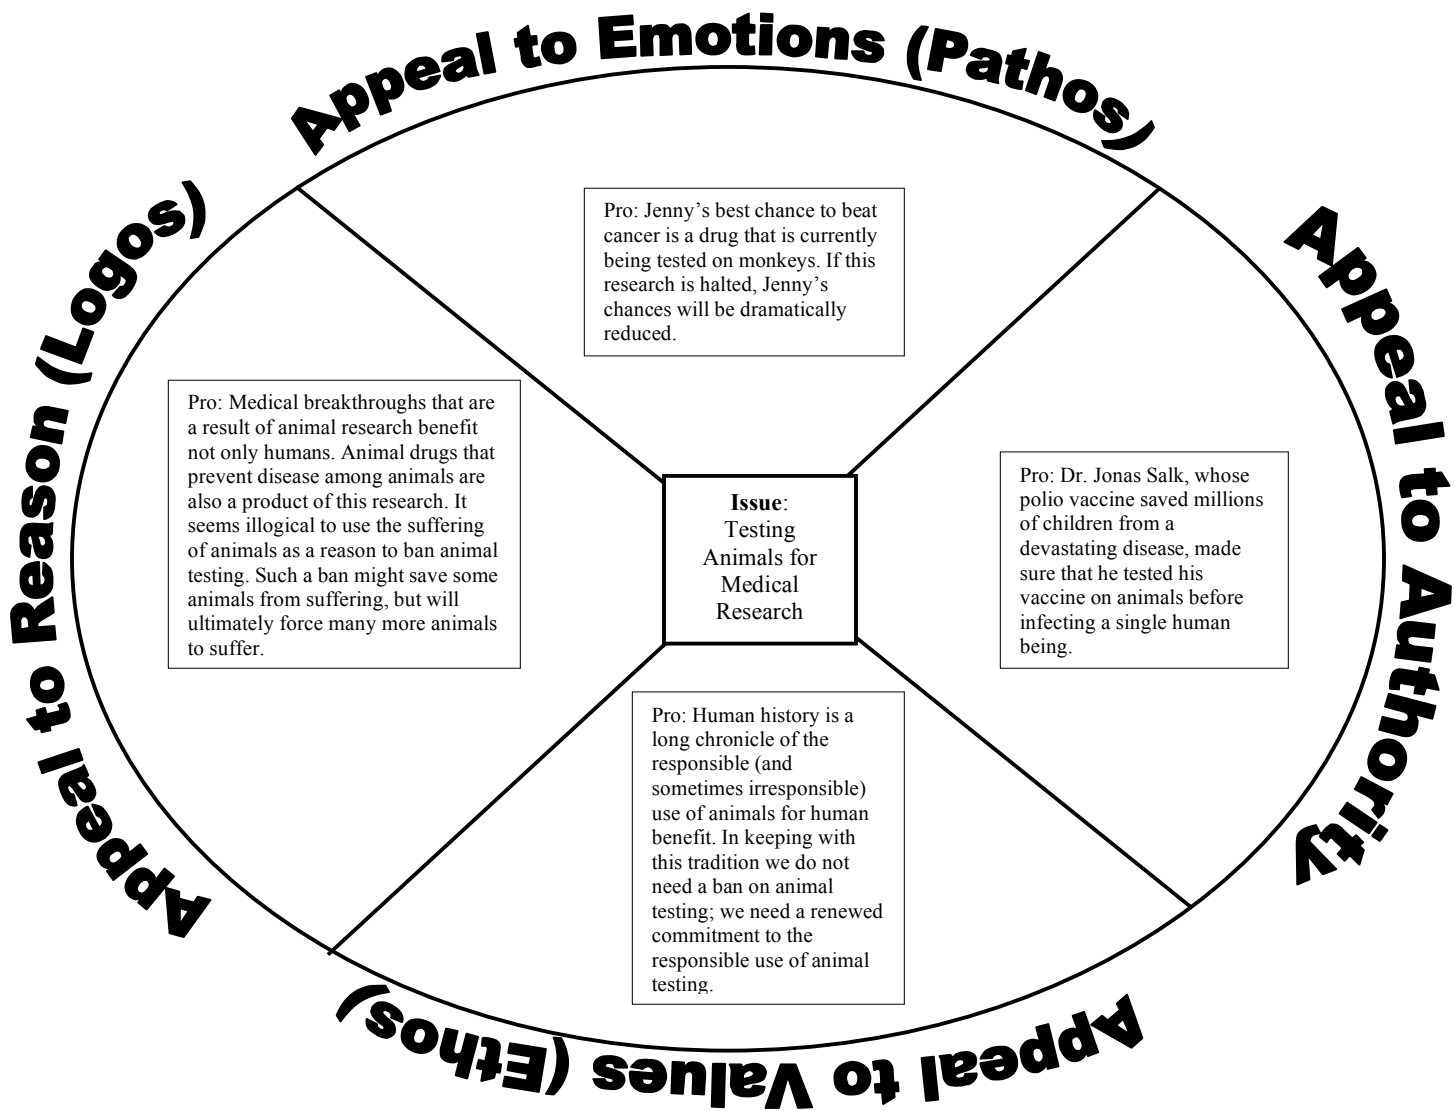 Appeal to Emotions (Pathos)
Pro: Jenny’s best chance to beat
cancer is a drug that is currently
being tested on monkeys. If this
research is halted, Jenny’s
chances will be dramatically
reduced.
Appeal to Reason (Logos)
Pro: Medical breakthroughs that are
a result of animal research benefit
not only humans. Animal drugs that
prevent disease among animals are
also a product of this research. It
seems illogical to use the suffering
of animals as a reason to ban animal
testing. Such a ban might save some
animals from suffering, but will
ultimately force many more animals
to suffer.
Issue:
Testing
Animals for
Medical
Research
Appeal to Authority
Pro: Dr. Jonas Salk, whose
polio vaccine saved millions
of children from a
devastating disease, made
sure that he tested his
vaccine on animals before
infecting a single human
being.
Pro: Human history is a
long chronicle of the
responsible (and
sometimes irresponsible)
use of animals for human
benefit. In keeping with
this tradition we do not
need a ban on animal
testing; we need a renewed
commitment to the
responsible use of animal
testing.
Appeal to Values (Ethos)